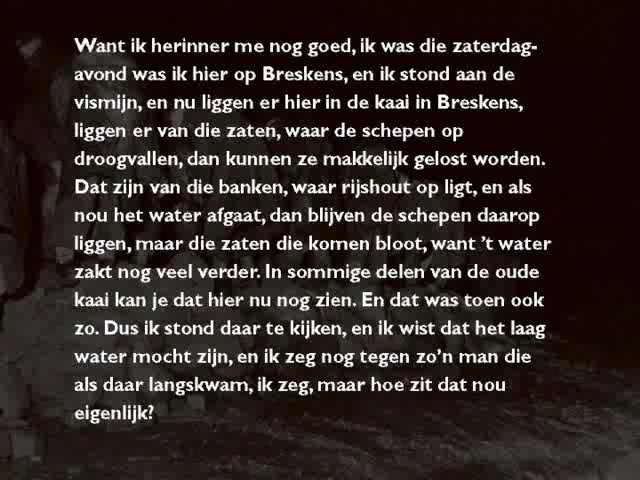 Want ik herinner me nog goed, ik was die zaterdag-
avond was ik hier op Breskens, en ik stond aan de
vismijn, en nu liggen er hier in de kaai in Breskens,
liggen er van die zaten, waar de schepen op
droogvallen, dan kunnen ze makkelijk gelost worden.
Dat zijn van die banken, waar rijshout op ligt, en als
nou het water afgaat, dan blijven de schepen daarop
liggen, maar die zaten die komen bloot, want ’t water
zakt nog veel verder. In sommige delen van de oude
kaai kan je dat hier nu nog zien. En dat was toen ook
zo. Dus ik stond daar te kijken, en ik wist dat het laag
water mocht zijn, en ik zeg nog tegen zo’n man die
als daar langskwam, ik zeg, maar hoe zit dat nou
eigenlijk?